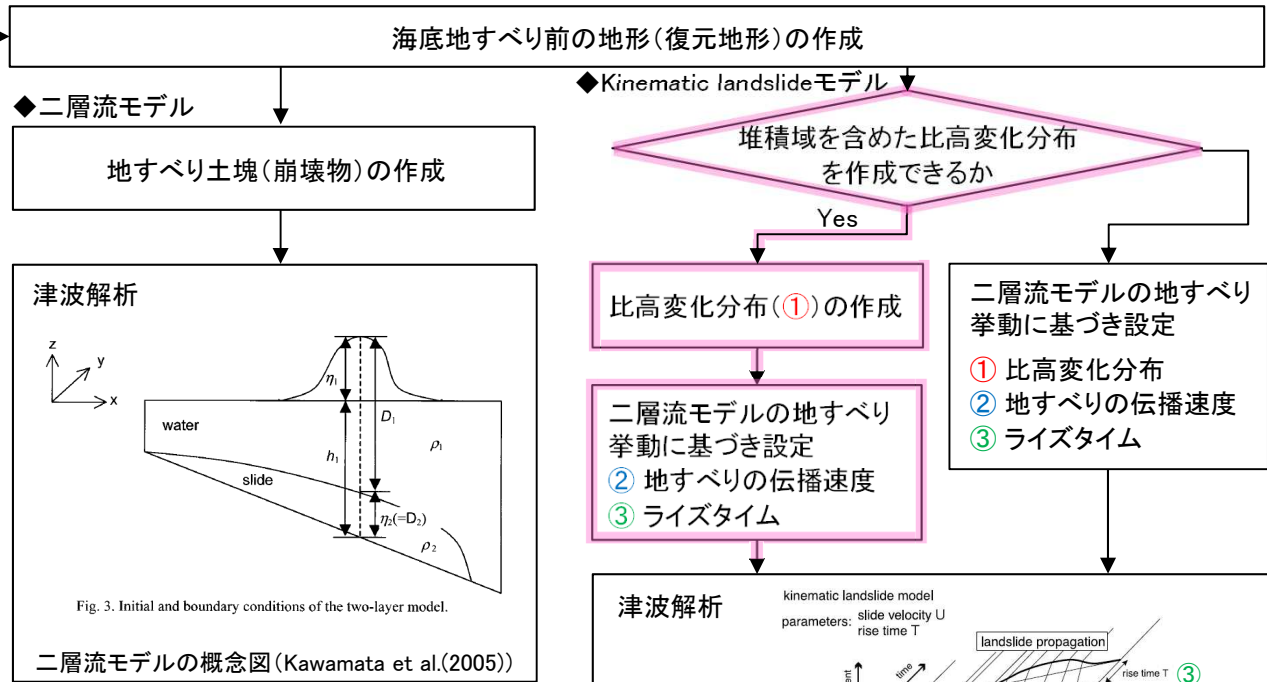 海底地すべり前の地形(復元地形)の作成
◆二層流モデル
地すべり土塊(崩壊物)の作成
津波解析
z
y
x
η1
D1
water
ρ1
h1
slide
η2(=D2)
ρ2
Fig. 3. Initial and boundary conditions of the two-layer model.
二層流モデルの概念図(Kawamata et al.(2005))
◆Kinematic landslideモデル
堆積域を含めた比高変化分布
を作成できるか
Yes
比高変化分布(①)の作成
二層流モデルの地すべり
挙動に基づき設定
② 地すべりの伝播速度
③ ライズタイム
二層流モデルの地すべり
挙動に基づき設定
① 比高変化分布
② 地すべりの伝播速度
③ ライズタイム
津波解析
kinematic landslide model
parameters: slide velocity U
rise time T
landslide propagation
time
rise time T ③